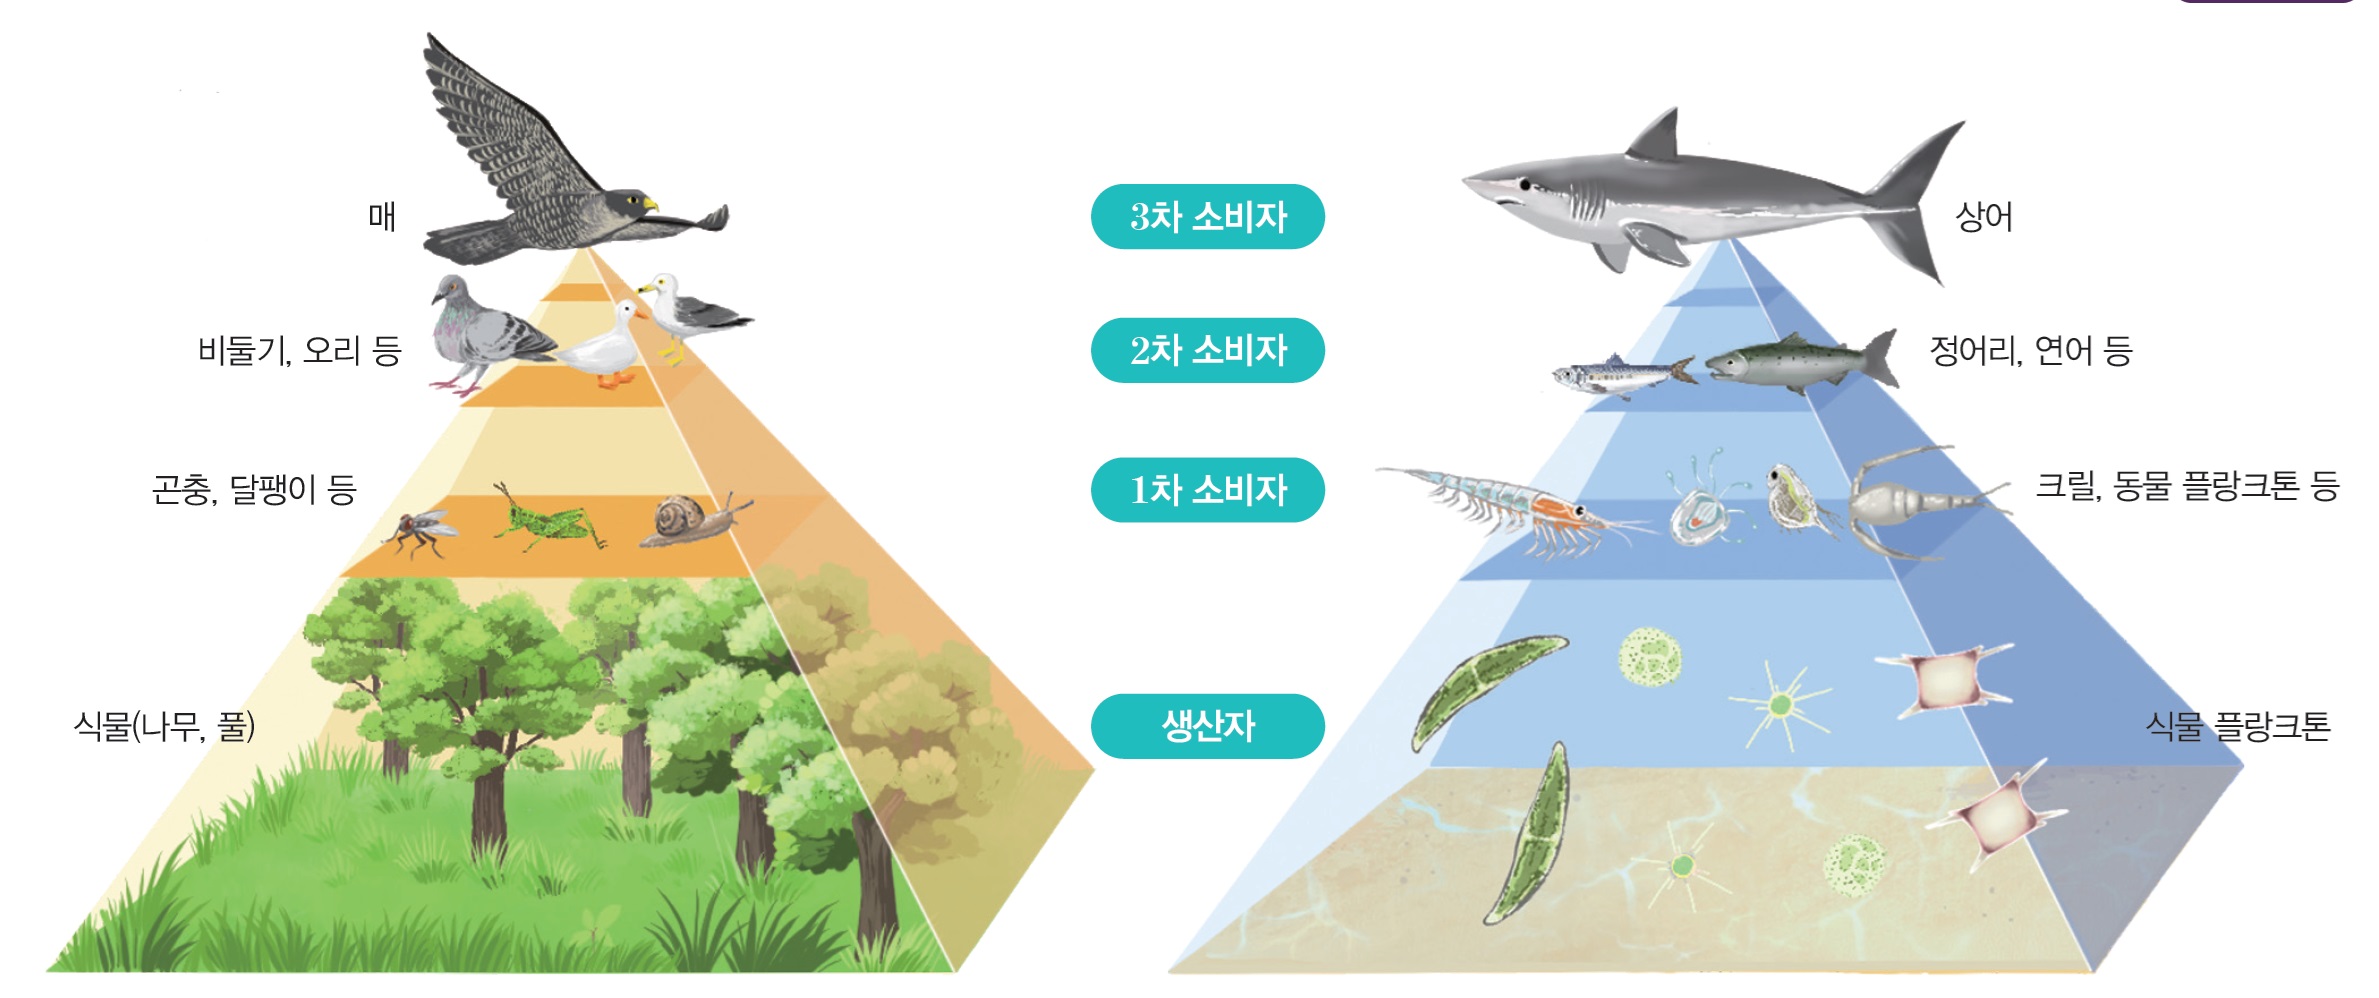 매
3차 소비자
상어
비둘기, 오리 등
2차 소비자
정어리, 연어 등
곤충, 달팽이 등
1차 소비자
크릴, 동물 플랑크톤 등
식물(나무, 풀)
생산자
식물 플랑크톤